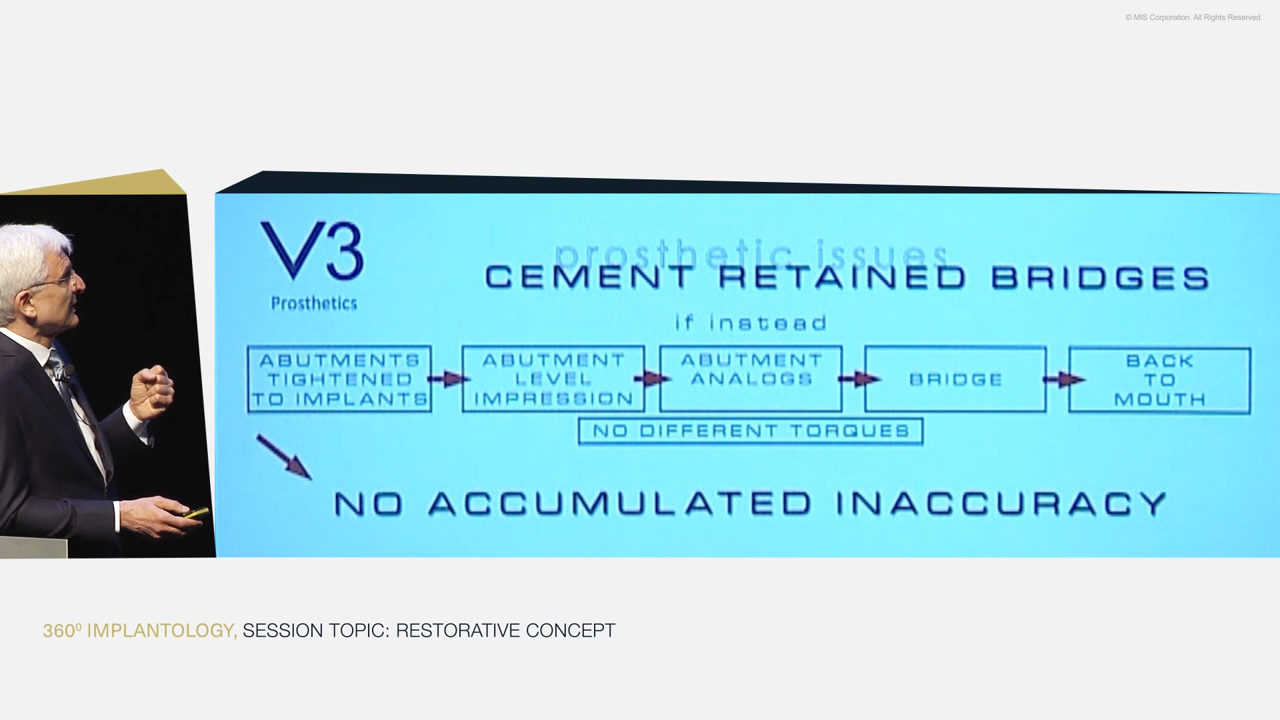 © MIS Corporation. All Rights Reserved.
V3
Prosthetics
prosthetic issues
CEMENT RETAINED BRIDGES
if instead
ABUTMENTS
TIGHTENED
TO IMPLANTS
ABUTMENT
LEVEL
IMPRESSION
ABUTMENT
ANALOGS
BRIDGE
BACK
TO
MOUTH
NO DIFFERENT TORQUES
NO ACCUMULATED INACCURACY
360º IMPLANTOLOGY, SESSION TOPIC: RESTORATIVE CONCEPT